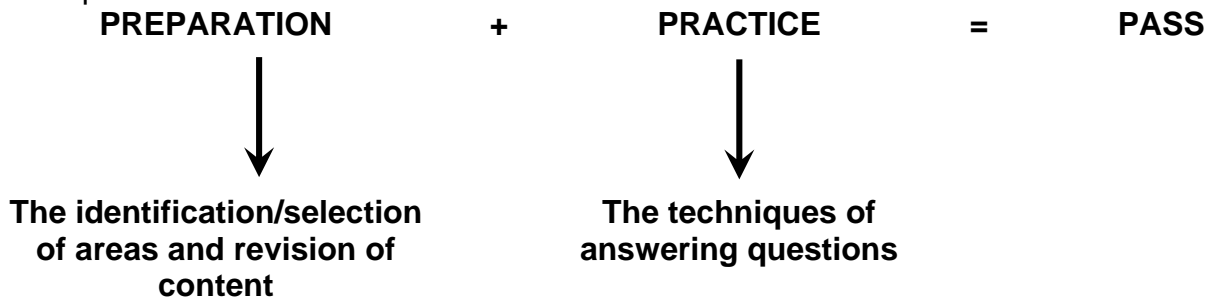 PREPARATION + PRACTICE = PASS
The identification/selection
of areas and revision of
content
The techniques of
answering questions